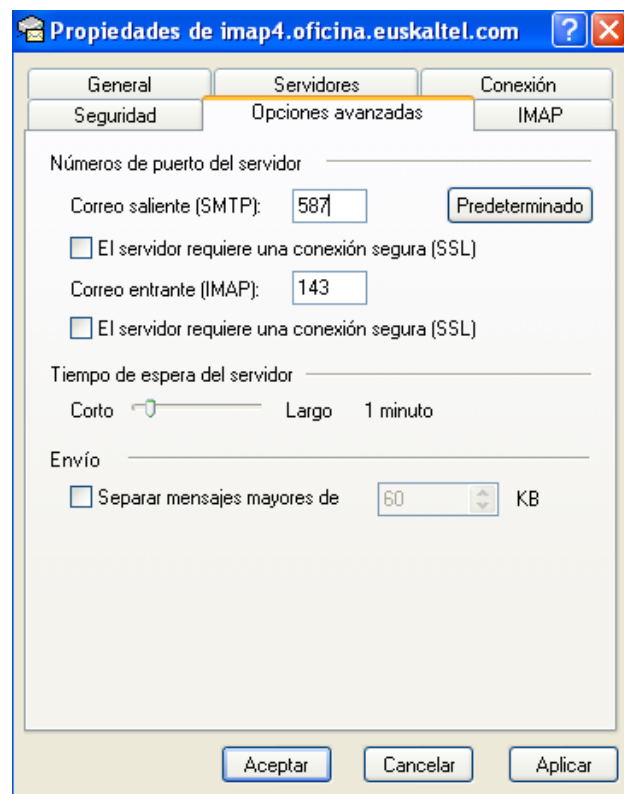 Propiedades de imap4.oficina.euskaltel.com
General Servidores Conexión
Seguridad Opciones avanzadas IMAP
Números de puerto del servidor
Correo saliente (SMTP): 587 Predeterminado
El servidor requiere una conexión segura (SSL)
Correo entrante (IMAP): 143
El servidor requiere una conexión segura (SSL)
Tiempo de espera del servidor
Corto Largo 1 minuto
Envío
Separar mensajes mayores de 60 KB
Aceptar Cancelar Aplicar